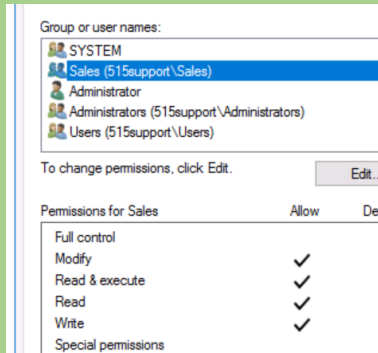 Group or user names:
SYSTEM
Sales (515support\Sales)
Administrator
Administrators (515support\Administrators)
Users (515support\Users)
To change permissions, click Edit.
Edit...
Permissions for Sales Allow De
Full control
Modify
Read & execute
Read
Write
Special permissions